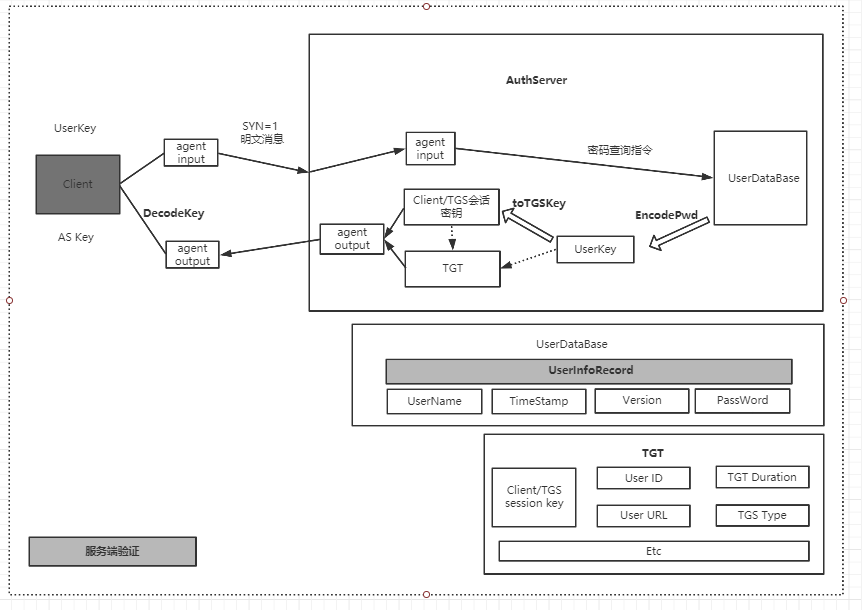 AuthServer
UserKey
SYN=1
明文消息
agent
input
agent
input
密码查询指令
Client
UserDataBase
DecodeKey
Client/TGS会话
密钥
toTGSKey
EncodePwd
AS Key
agent
output
agent
output
UserKey
TGT
UserDataBase
UserInfoRecord
UserName
TimeStamp
Version
PassWord
TGT
Client/TGS
session key
User ID
TGT Duration
User URL
TGS Type
Etc
服务端验证